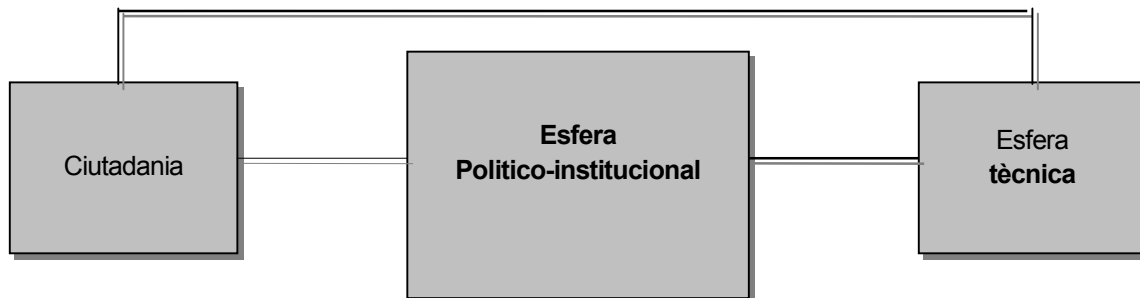 Ciutadania
Esfera
Politico-institucional
Esfera
tècnica